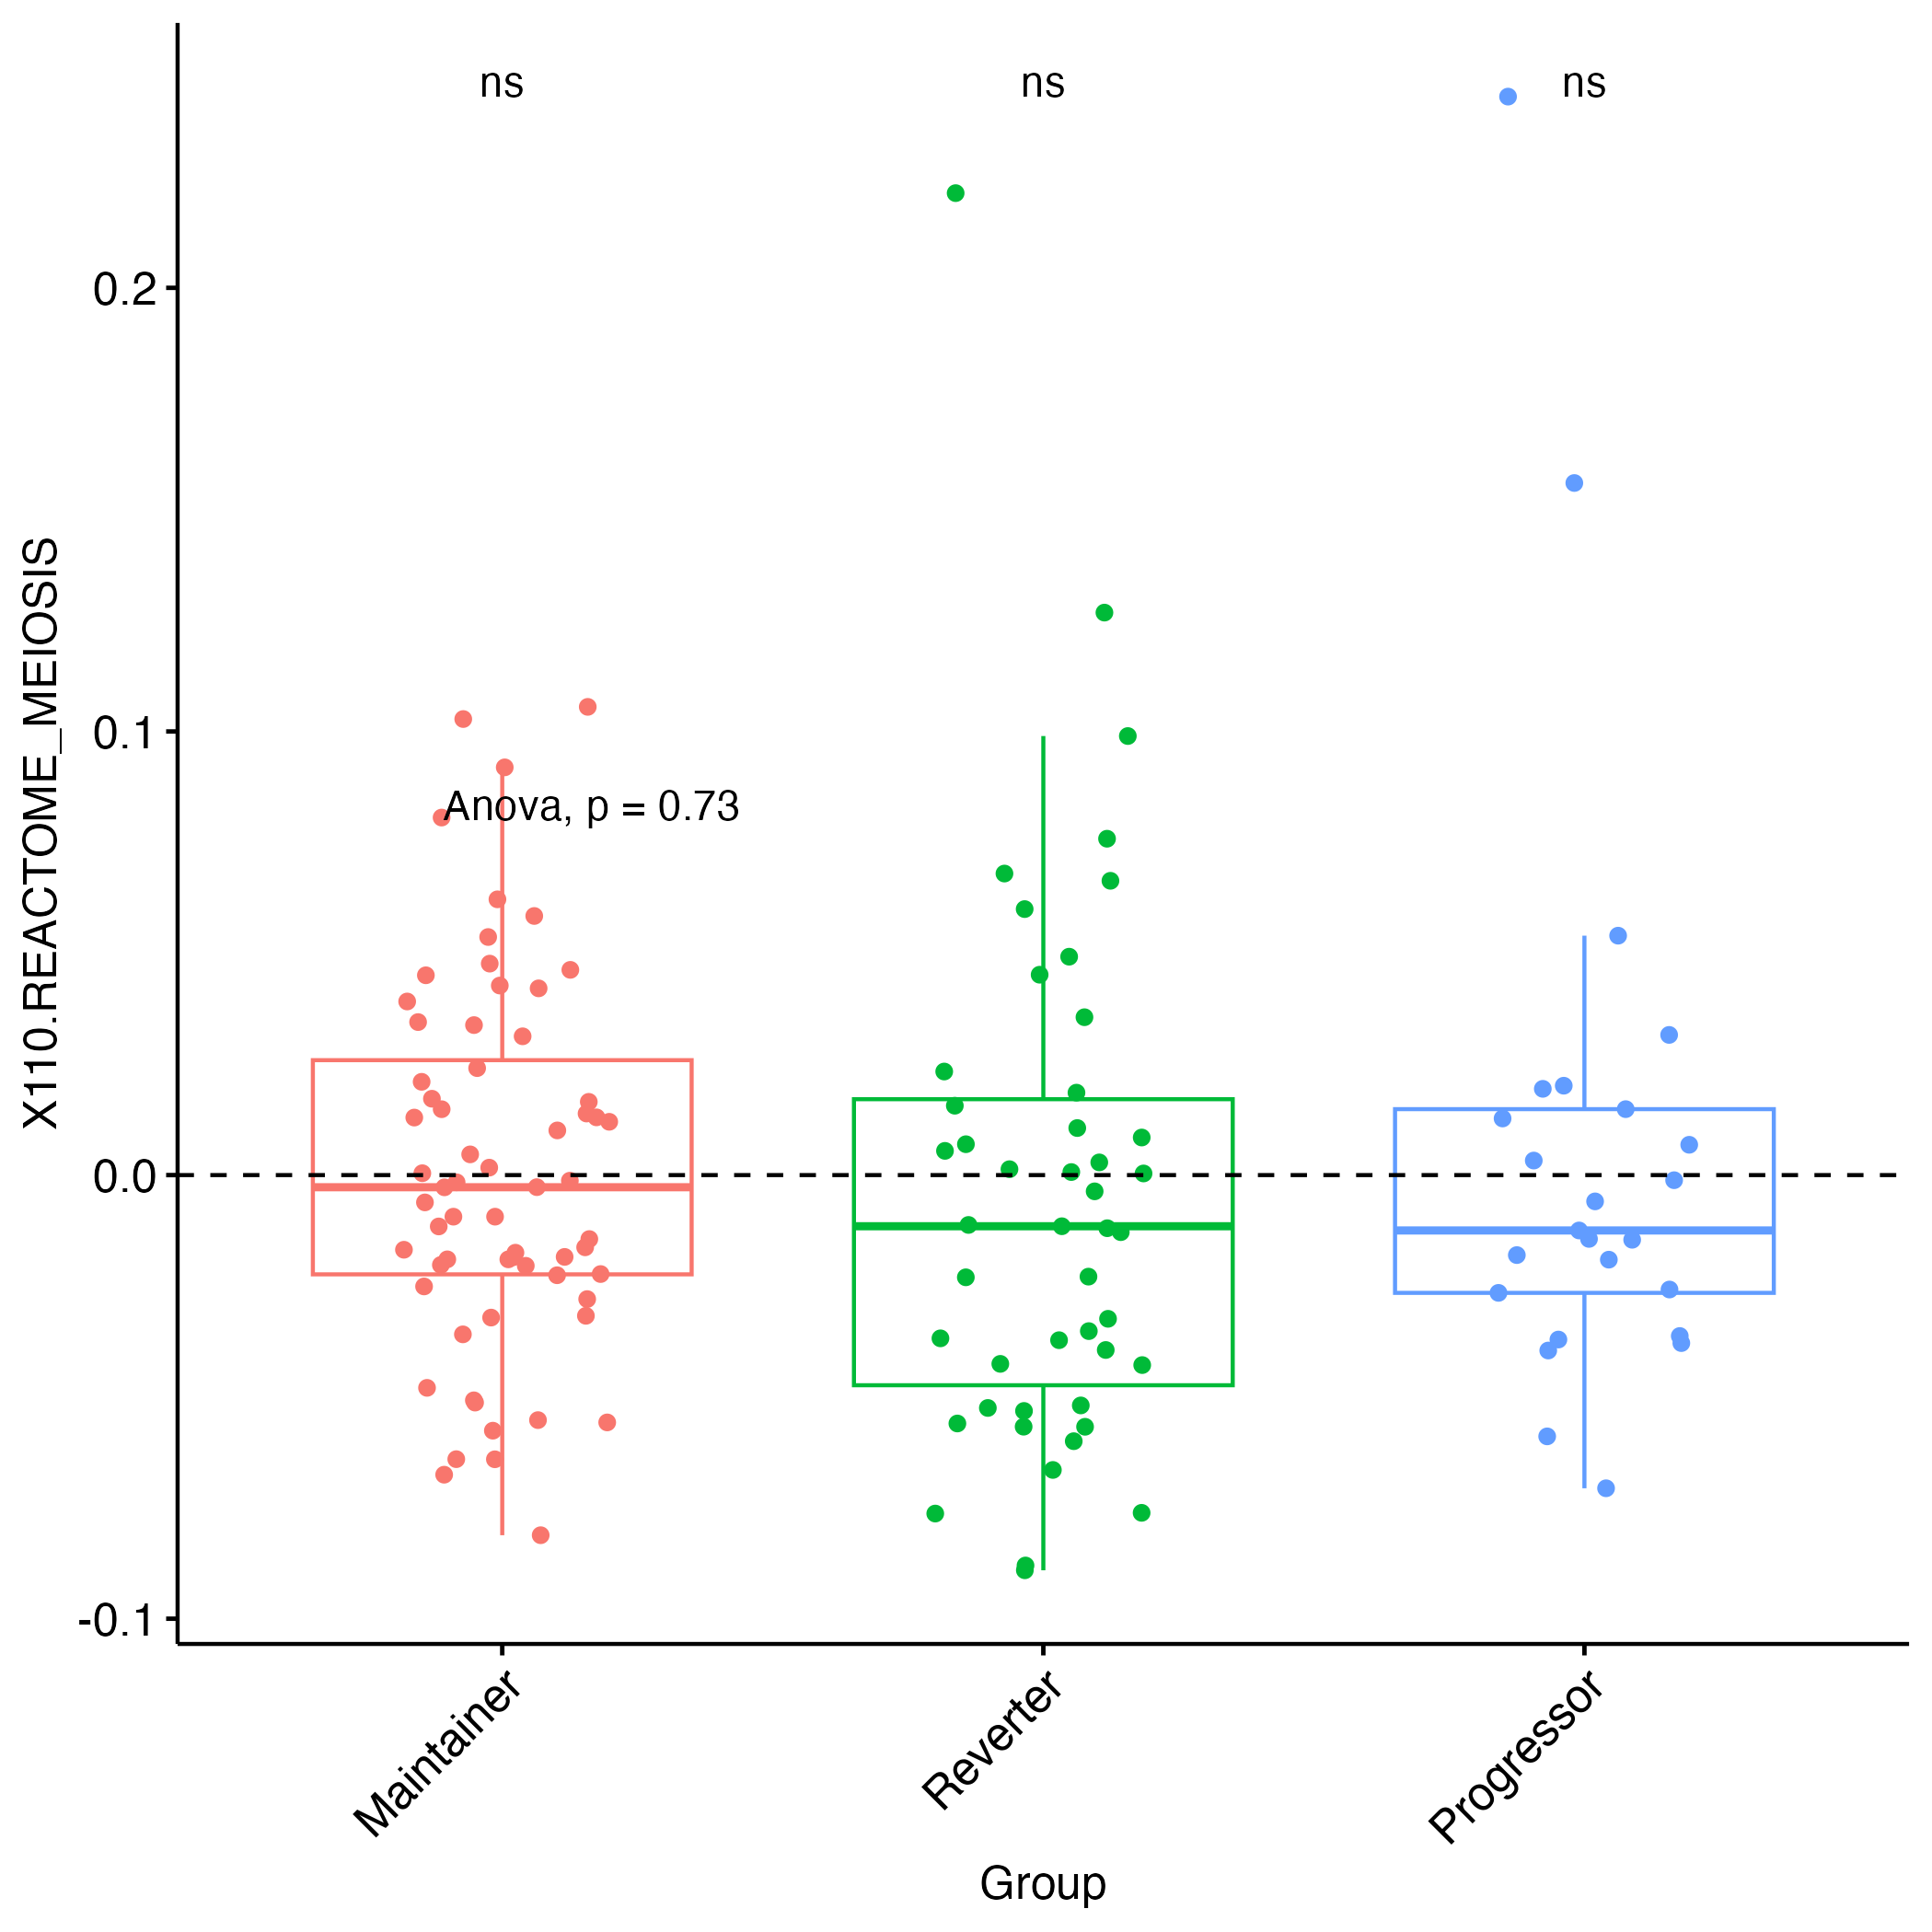 ns
ns
ns
0.2
0.1
0.0
-0.1
X110.REACTOME_MEIOSIS
Anova, p = 0.73
Maintainer
Reverter
Progressor
Group